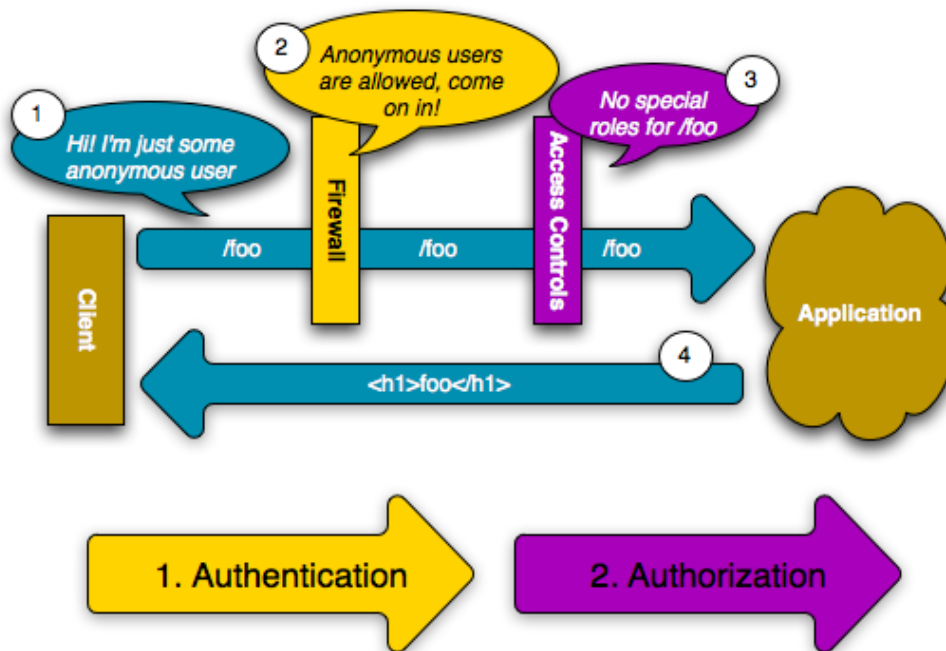 1
Hi! I'm just some
anonymous user
2
Anonymous users
are allowed, come
on in!
3
No special
roles for /foo
Client
/foo
Firewall
/foo
Access Controls
/foo
Application
4
<h1>foo</h1>
1. Authentication
2. Authorization